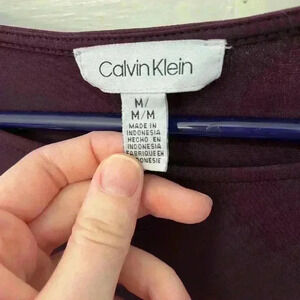 Calvin Klein
M/
M/M
MADE IN
INDONESIA
HECHO EN
INDONESIA
FABRIQUÉ EN
INDONESIE